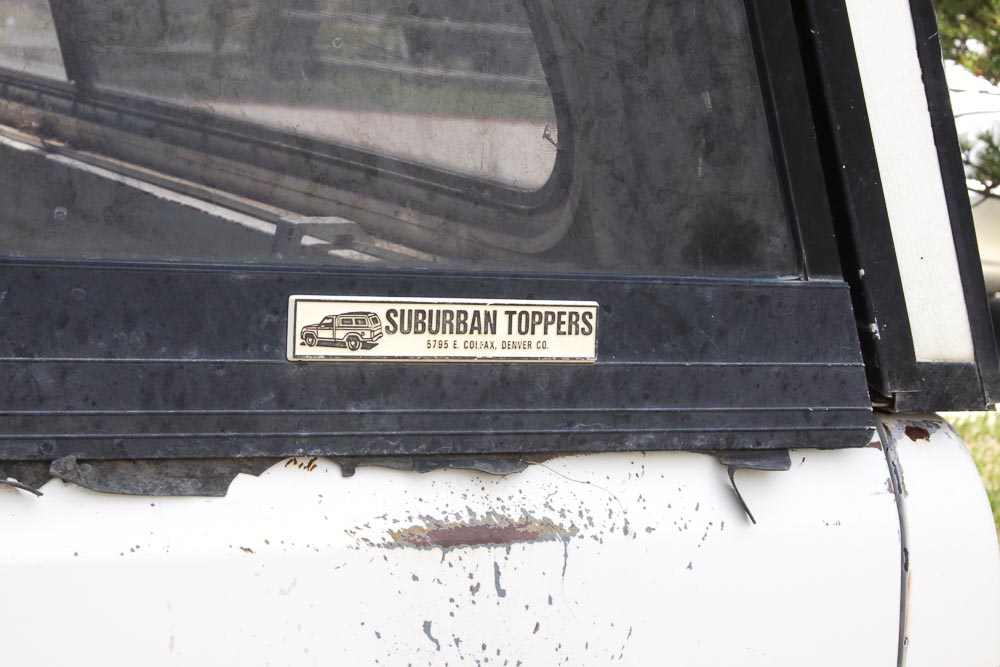 SUBURBAN TOPPERS
5795 E. COLFAX, DENVER CO.